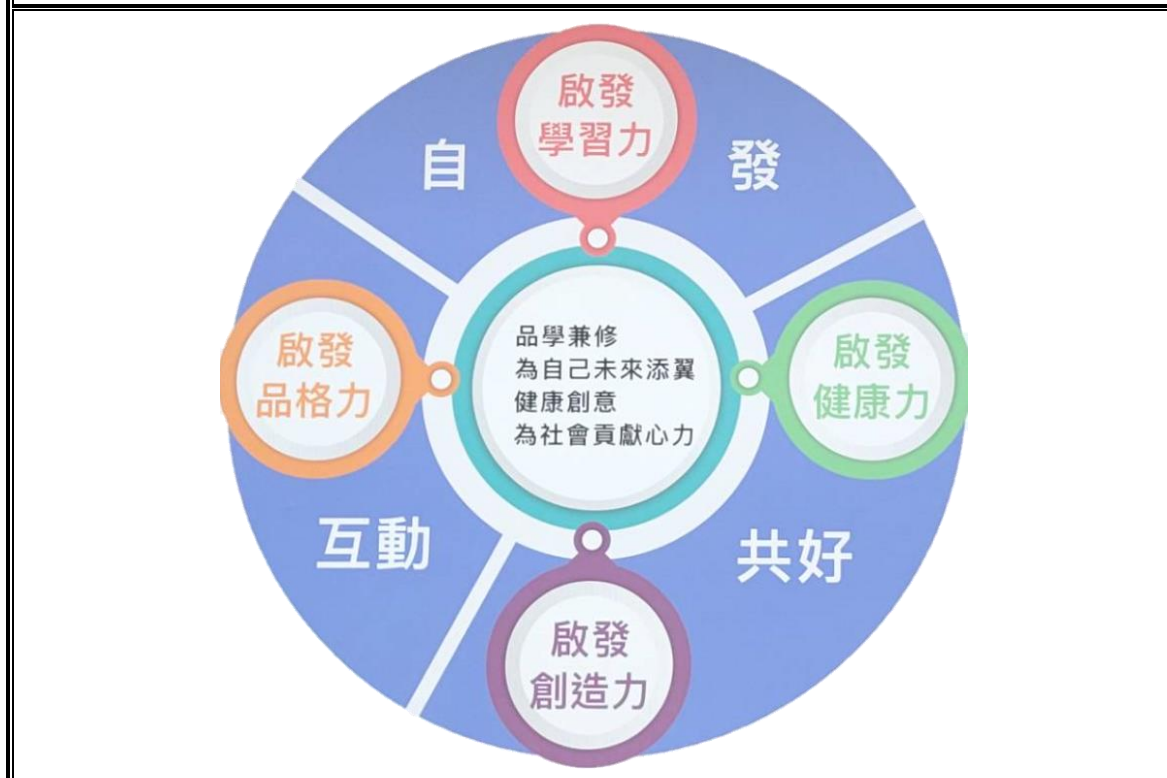 啟發
學習力
自 發
啟發
品格力
品學兼修
為自己未來添翼
健康創意
為社會貢獻心力
啟發
健康力
互動
共好
啟發
創造力